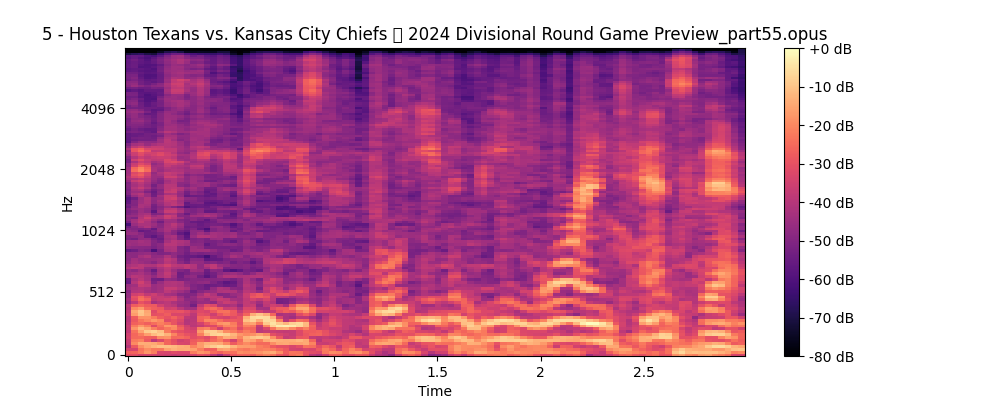 5 - Houston Texans vs. Kansas City Chiefs 2024 Divisional Round Game Preview_part55.opus
+0 dB
-10 dB
-20 dB
-30 dB
-40 dB
-50 dB
-60 dB
-70 dB
-80 dB
4096
2048
1024
512
0
Hz
0
0.5
1
1.5
2
2.5
Time